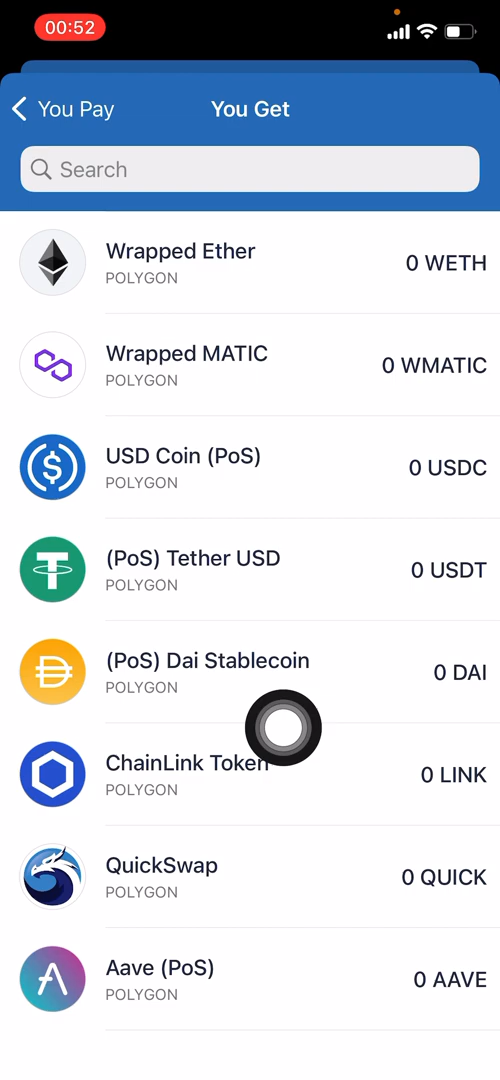 00:52
You Pay
You Get
Search
Wrapped Ether
POLYGON
0 WETH
Wrapped MATIC
POLYGON
0 WMATIC
USD Coin (PoS)
POLYGON
0 USDC
(PoS) Tether USD
POLYGON
0 USDT
(PoS) Dai Stablecoin
POLYGON
0 DAI
ChainLink Token
POLYGON
0 LINK
QuickSwap
POLYGON
0 QUICK
Aave (PoS)
POLYGON
0 AAVE